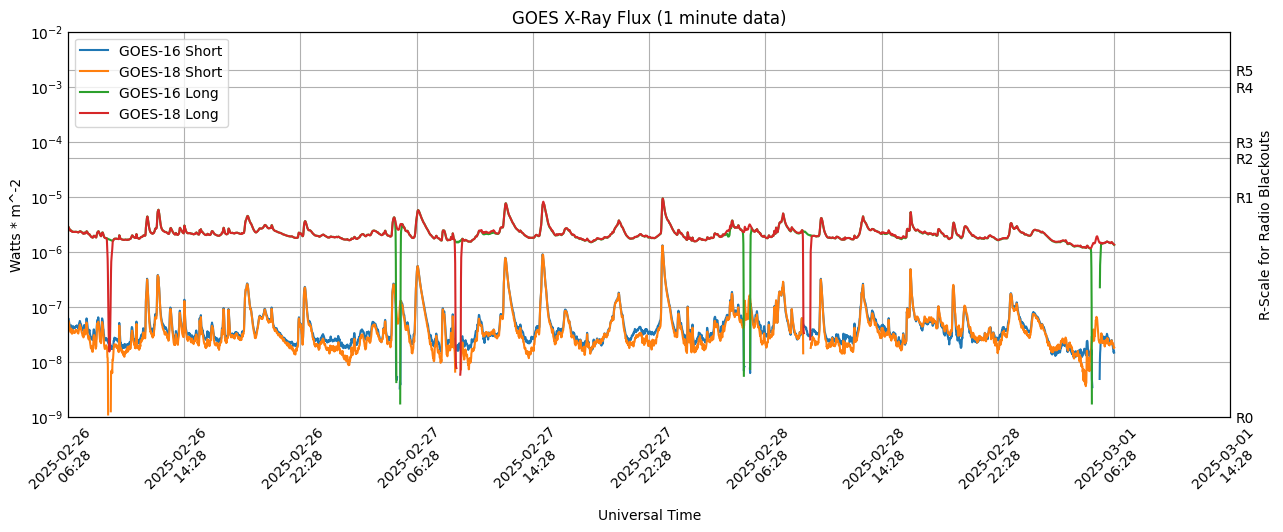 GOES X-Ray Flux (1 minute data)
GOES-16 Short
GOES-18 Short
GOES-16 Long
GOES-18 Long
10^-2
10^-3
10^-4
10^-5
10^-6
10^-7
10^-8
10^-9
Watts * m^-2
R5
R4
R3
R2
R1
R0
R-Scale for Radio Blackouts
2025-02-26
06:28
2025-02-26
14:28
2025-02-26
22:28
2025-02-27
06:28
2025-02-27
14:28
2025-02-27
22:28
2025-02-28
06:28
2025-02-28
14:28
2025-02-28
22:28
2025-03-01
06:28
2025-03-01
14:28
Universal Time